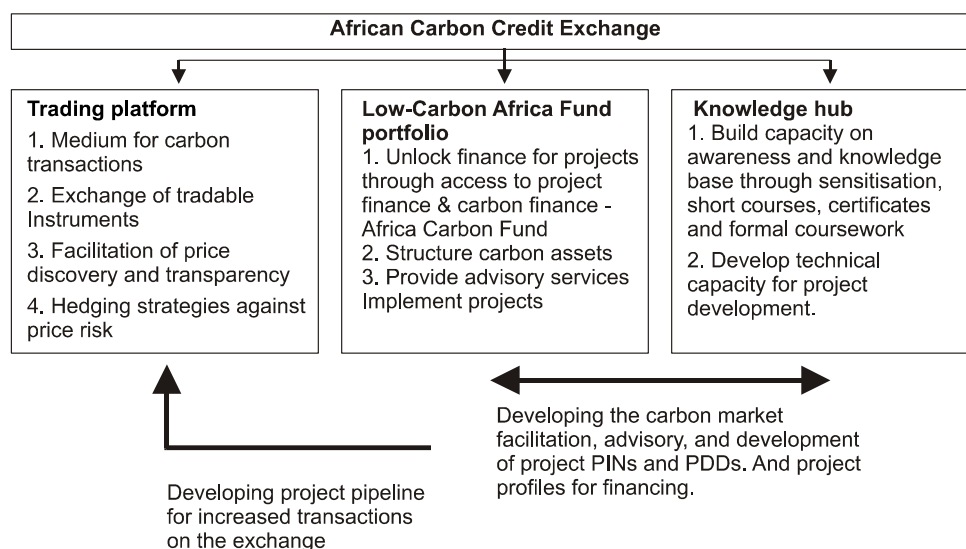 African Carbon Credit Exchange
Trading platform
1. Medium for carbon
transactions
2. Exchange of tradable
Instruments
3. Facilitation of price
discovery and transparency
4. Hedging strategies against
price risk
Low-Carbon Africa Fund
portfolio
1. Unlock finance for projects
through access to project
finance & carbon finance -
Africa Carbon Fund
2. Structure carbon assets
3. Provide advisory services
Implement projects
Knowledge hub
1. Build capacity on
awareness and knowledge
base through sensitisation,
short courses, certificates
and formal coursework
2. Develop technical
capacity for project
development.
Developing the carbon market
facilitation, advisory, and development
of project PINs and PDDs. And project
profiles for financing.
Developing project pipeline
for increased transactions
on the exchange